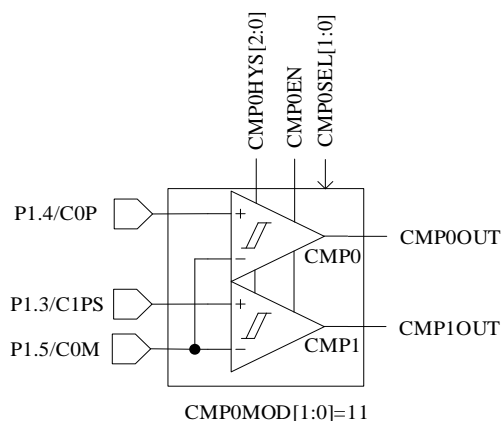 CMP0HYS[2:0]
CMP0EN
CMP0SEL[1:0]
P1.4/C0P
+
CMP0
CMP0OUT
−
P1.3/C1PS
+
P1.5/C0M
−
CMP1
CMP1OUT
CMP0MOD[1:0]=11